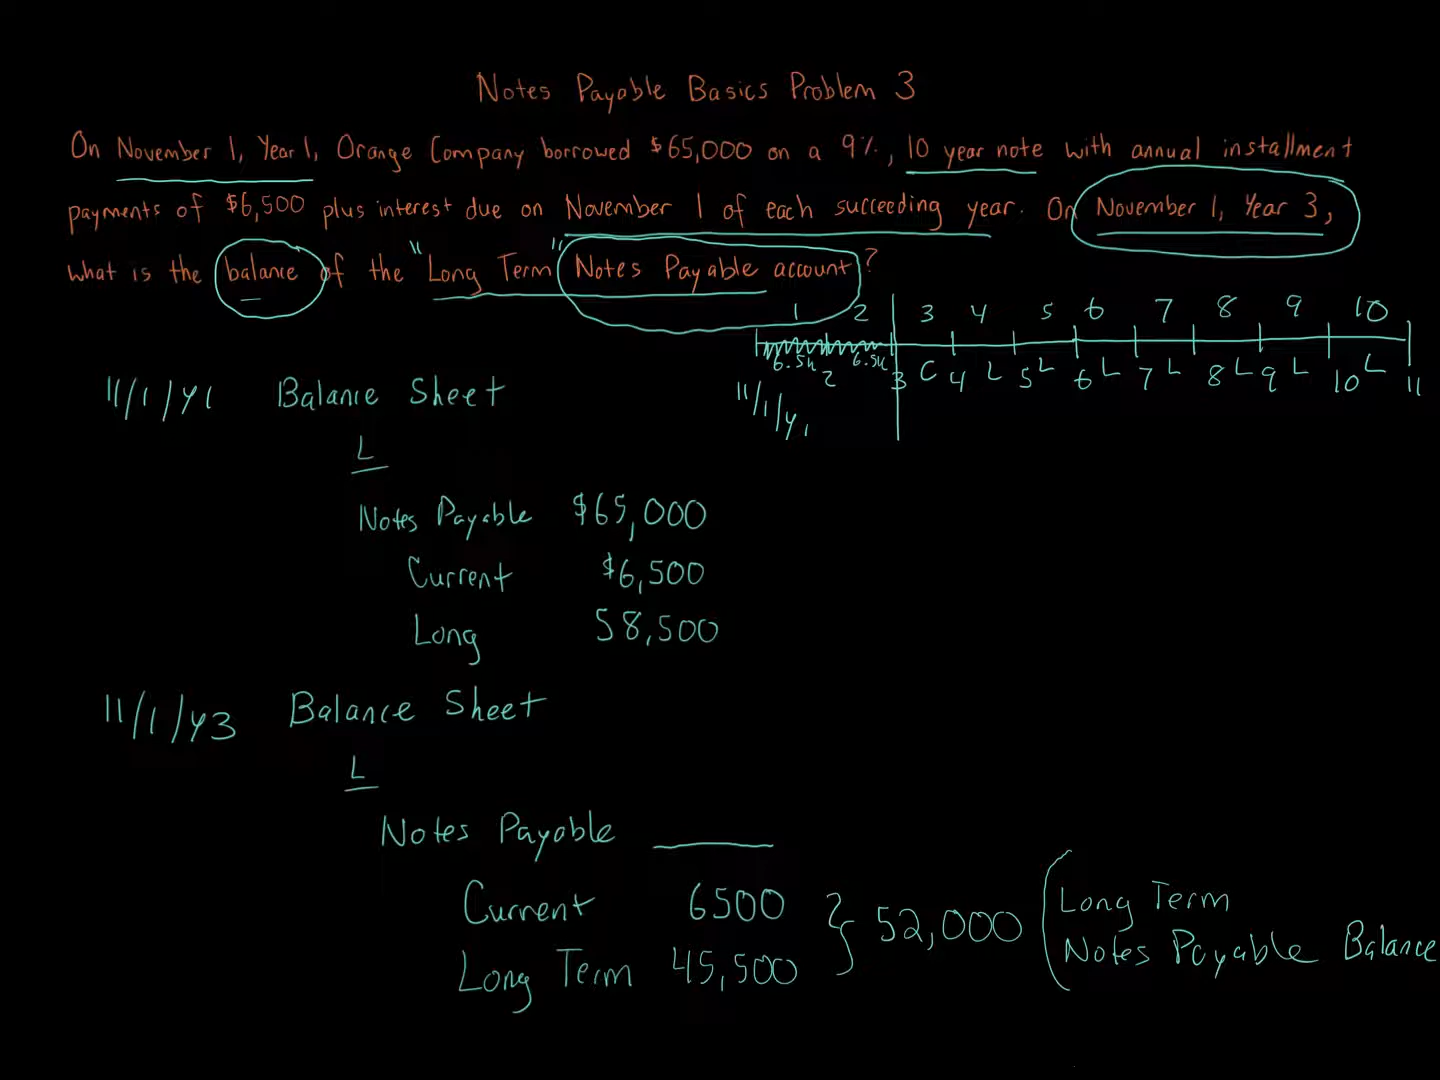 Notes Payable Basics Problem 3
On November 1, Year 1, Orange Company borrowed $65,000 on a 9%, 10 year note with annual installment
payments of $6,500 plus interest due on November 1 of each succeeding year. On November 1, Year 3,
what is the balance of the "Long Term" Notes Payable account?
1 2 3 4 5 6 7 8 9 10
6.5k 6.5k C L L L L L L L
2 3 4 5 6 7 8 9 10 11
11/1/Y1
11/1/Y1 Balance Sheet
L
Notes Payable $65,000
Current $6,500
Long 58,500
11/1/Y3 Balance Sheet
L
Notes Payable
Current 6500
Long Term 45,500
} 52,000
( Long Term
Notes Payable Balance